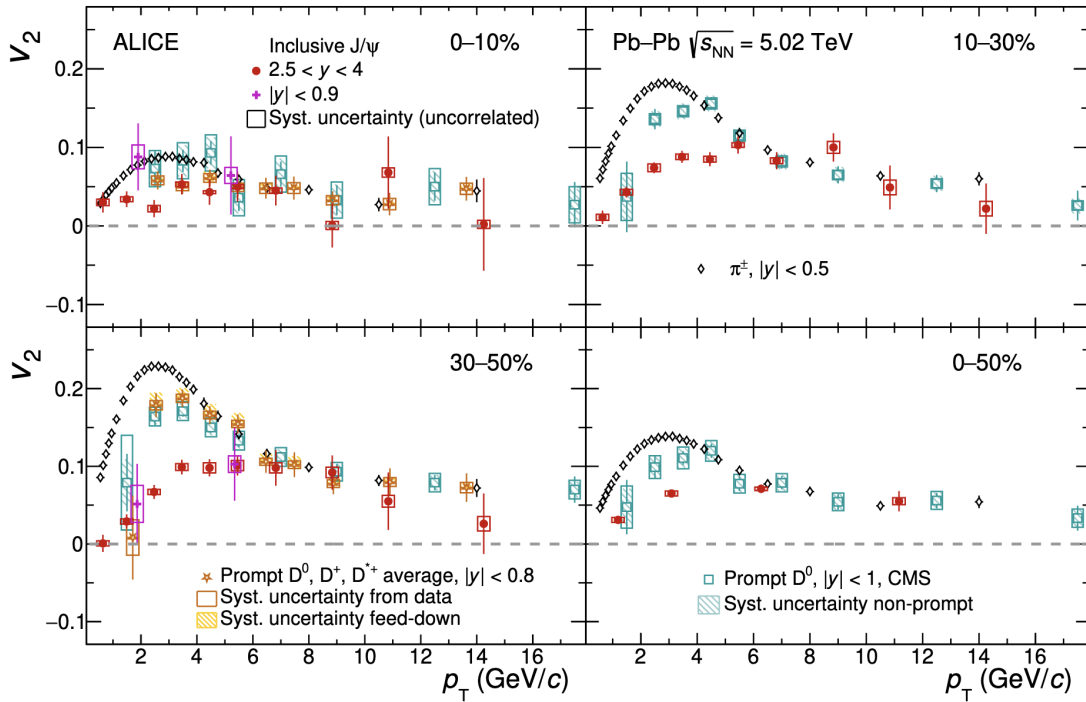 v₂
ALICE
0–10%
Inclusive J/ψ
2.5 < y < 4
|y| < 0.9
Syst. uncertainty (uncorrelated)
0.2
0.1
0
−0.1
Pb–Pb √sNN = 5.02 TeV
10–30%
π±, |y| < 0.5
v₂
30–50%
0.2
0.1
0
−0.1
Prompt D⁰, D⁺, D*⁺ average, |y| < 0.8
Syst. uncertainty from data
Syst. uncertainty feed-down
2 4 6 8 10 12 14 16
pT (GeV/c)
0–50%
Prompt D⁰, |y| < 1, CMS
Syst. uncertainty non-prompt
2 4 6 8 10 12 14 16
pT (GeV/c)